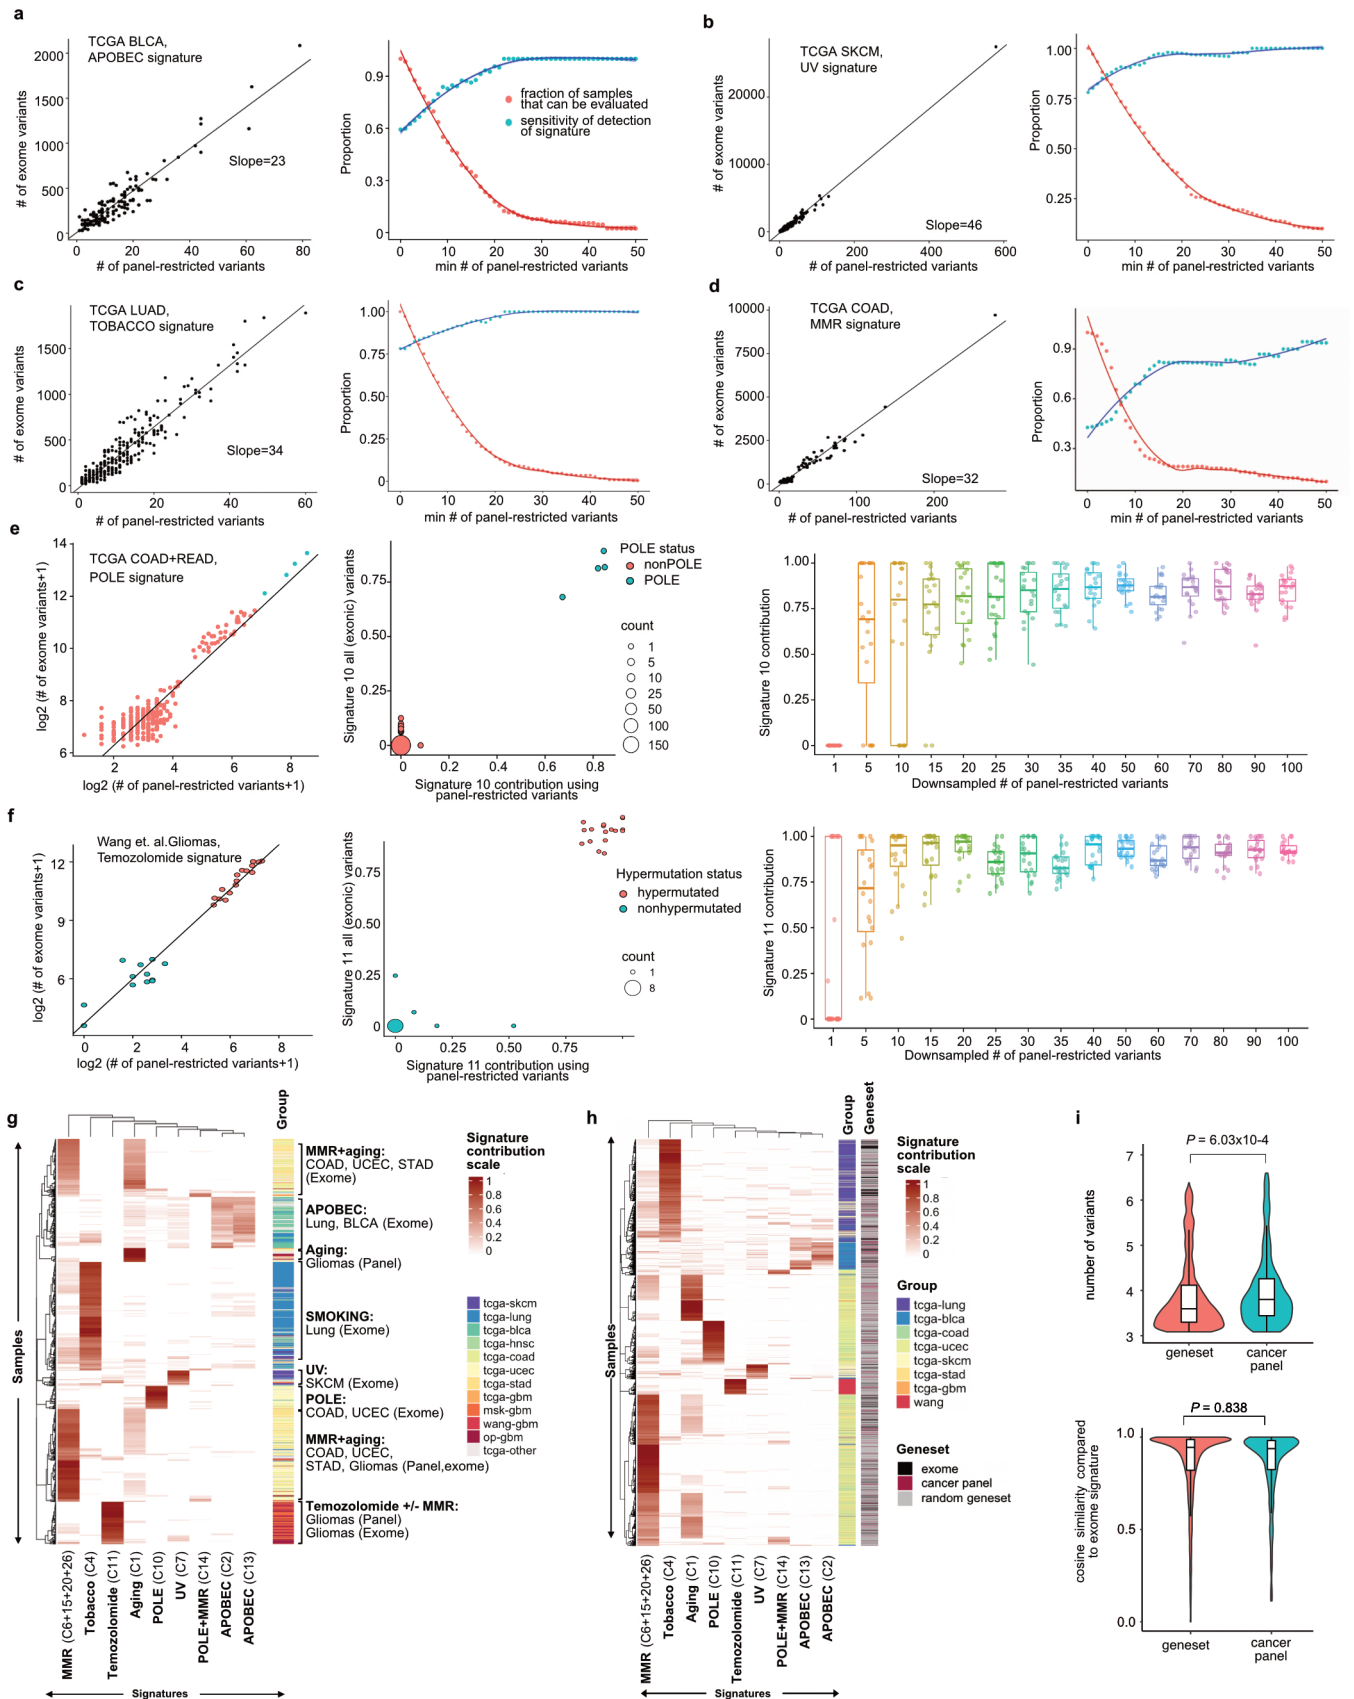 a
TCGA BLCA,
APOBEC signature
# of exome variants
2000
1500
1000
500
0
Slope=23
0 20 40 60 80
# of panel-restricted variants
Proportion
0.9
0.6
0.3
0
fraction of samples
that can be evaluated
sensitivity of detection
of signature
0 10 20 30 40 50
min # of panel-restricted variants
b
TCGA SKCM,
UV signature
# of exome variants
20000
10000
0
Slope=46
0 200 400 600
# of panel-restricted variants
Proportion
1.00
0.75
0.50
0.25
0 10 20 30 40 50
min # of panel-restricted variants
c
TCGA LUAD,
TOBACCO signature
# of exome variants
1500
1000
500
0
Slope=34
0 20 40 60
# of panel-restricted variants
Proportion
1.00
0.75
0.50
0.25
0
0 10 20 30 40 50
min # of panel-restricted variants
d
TCGA COAD,
MMR signature
# of exome variants
10000
7500
5000
2500
0
Slope=32
0 100 200
# of panel-restricted variants
Proportion
0.9
0.6
0.3
0 10 20 30 40 50
min # of panel-restricted variants
e
TCGA COAD+READ,
POLE signature
log2 (# of exome variants+1)
14
12
10
8
6
2 4 6 8
log2 (# of panel-restricted variants+1)
Signature 10 all (exonic) variants
0.75
0.50
0.25
0
0 0.2 0.4 0.6 0.8
Signature 10 contribution using
panel-restricted variants
POLE status
nonPOLE
POLE
count
1
5
10
25
50
100
150
Signature 10 contribution
1.00
0.75
0.50
0.25
0
1 5 10 15 20 25 30 35 40 50 60 70 80 90 100
Downsampled # of panel-restricted variants
f
Wang et. al.Gliomas,
Temozolomide signature
log2 (# of exome variants+1)
12
9
6
0 2 4 6 8
log2 (# of panel-restricted variants+1)
Signature 11 all (exonic) variants
0.75
0.50
0.25
0
0 0.25 0.50 0.75
Signature 11 contribution using
panel-restricted variants
Hypermutation status
hypermutated
nonhypermutated
count
1
8
Signature 11 contribution
1.00
0.75
0.50
0.25
0
1 5 10 15 20 25 30 35 40 50 60 70 80 90 100
Downsampled # of panel-restricted variants
g
Group
Samples
MMR+aging:
COAD, UCEC, STAD
(Exome)
APOBEC:
Lung, BLCA (Exome)
Aging:
Gliomas (Panel)
SMOKING:
Lung (Exome)
UV:
SKCM (Exome)
POLE:
COAD, UCEC (Exome)
MMR+aging:
COAD, UCEC,
STAD, Gliomas (Panel,exome)
Temozolomide +/- MMR:
Gliomas (Panel)
Gliomas (Exome)
Signature
contribution
scale
1
0.8
0.6
0.4
0.2
0
tcga-skcm
tcga-lung
tcga-blca
tcga-hnsc
tcga-coad
tcga-ucec
tcga-stad
tcga-gbm
msk-gbm
wang-gbm
op-gbm
tcga-other
MMR (C6+15+20+26)
Tobacco (C4)
Temozolomide (C11)
Aging (C1)
POLE (C10)
UV (C7)
POLE+MMR (C14)
APOBEC (C2)
APOBEC (C13)
Signatures
h
Group
Geneset
Samples
Signature
contribution
scale
1
0.8
0.6
0.4
0.2
0
Group
tcga-lung
tcga-blca
tcga-coad
tcga-ucec
tcga-skcm
tcga-stad
tcga-gbm
wang
Geneset
exome
cancer panel
random geneset
MMR (C6+15+20+26)
Tobacco (C4)
Aging (C1)
POLE (C10)
Temozolomide (C11)
UV (C7)
POLE+MMR (C14)
APOBEC (C13)
APOBEC (C2)
Signatures
i
P = 6.03x10-4
number of variants
7
6
5
4
3
geneset
cancer
panel
P = 0.838
cosine similarity compared
to exome signature
1.0
0.5
0.0
geneset
cancer
panel